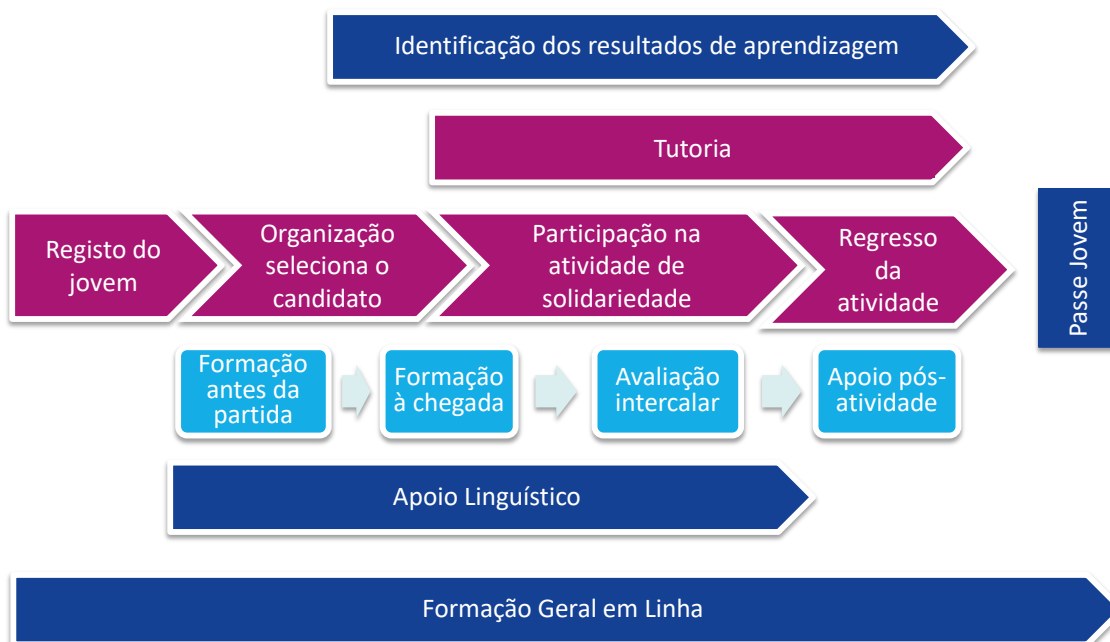 Identificação dos resultados de aprendizagem
Tutoria
Registo do
jovem
Organização
seleciona o
candidato
Participação na
atividade de
solidariedade
Regresso
da
atividade
Passe Jovem
Formação
antes da
partida
Formação
à chegada
Avaliação
intercalar
Apoio pós-
atividade
Apoio Linguístico
Formação Geral em Linha